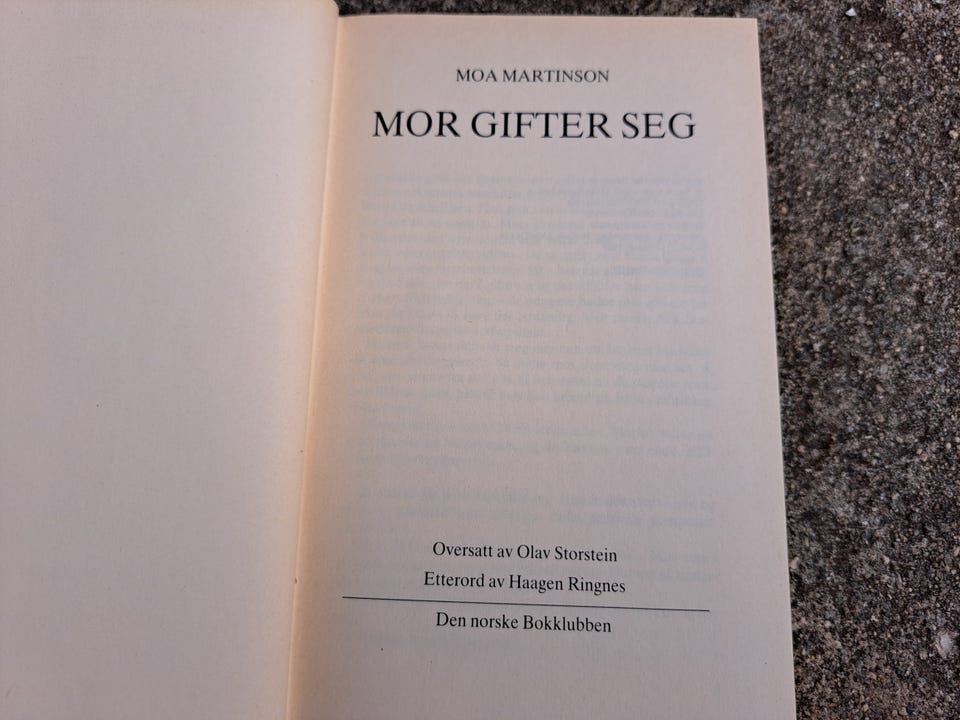 MOA MARTINSON
MOR GIFTER SEG
Oversatt av Olav Storstein
Etterord av Haagen Ringnes
Den norske Bokklubben